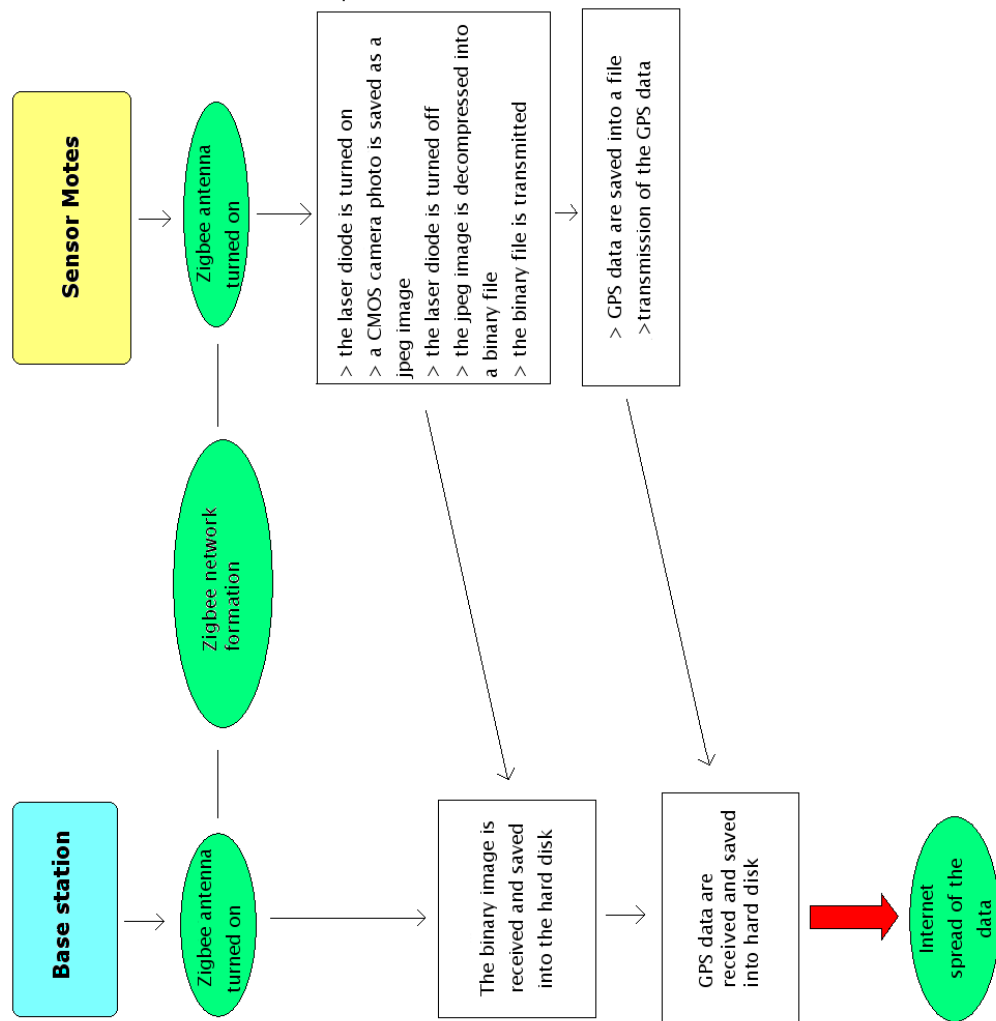 Base station
Sensor Motes
Zigbee antenna
turned on
Zigbee network
formation
Zigbee antenna
turned on
> the laser diode is turned on
> a CMOS camera photo is saved as a
jpeg image
> the laser diode is turned off
> the jpeg image is decompressed into
a binary file
> the binary file is transmitted
The binary image is
received and saved
into the hard disk
> GPS data are saved into a file
>transmission of the GPS data
GPS data are
received and saved
into hard disk
Internet
spread of the
data